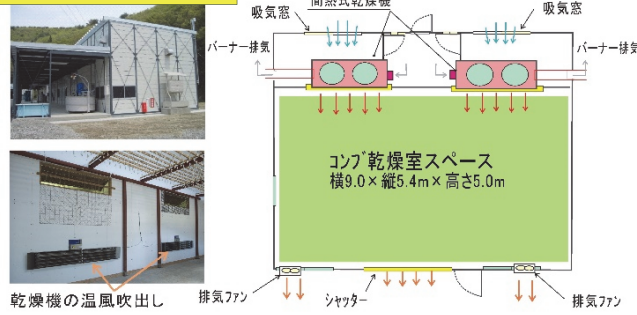 吸気窓
間熱式乾燥機
吸気窓
バーナー排気
バーナー排気
コンブ乾燥室スペース
横9.0×縦5.4m×高さ5.0m
乾燥機の温風吹出し
排気ファン
シャッター
排気ファン